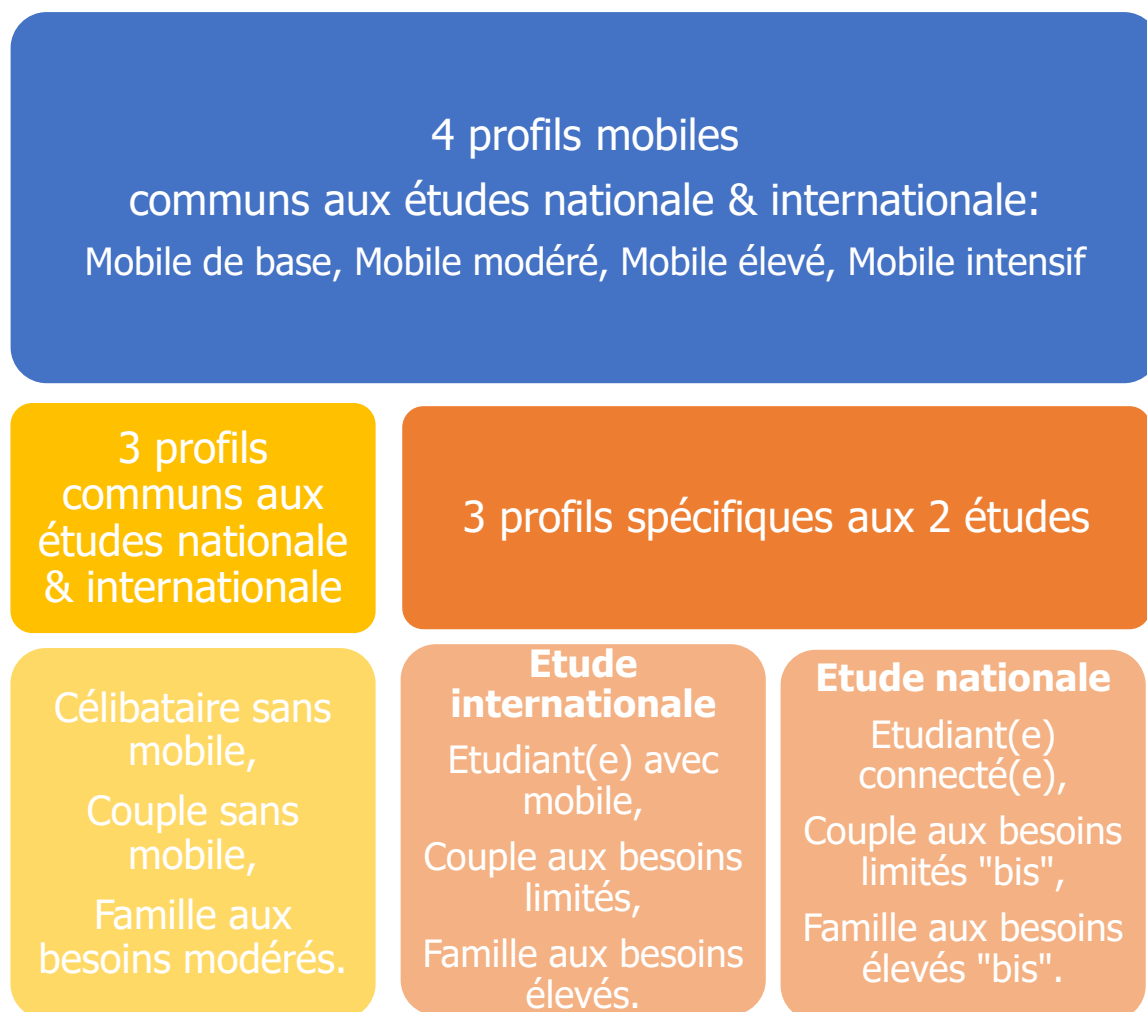 4 profils mobiles
communs aux études nationale & internationale:
Mobile de base, Mobile modéré, Mobile élevé, Mobile intensif
3 profils
communs aux
études nationale
& internationale
3 profils spécifiques aux 2 études
Célibataire sans
mobile,
Couple sans
mobile,
Famille aux
besoins modérés.
Etude
internationale
Etudiant(e) avec
mobile,
Couple aux besoins
limités,
Famille aux besoins
élevés.
Etude nationale
Etudiant(e)
connecté(e),
Couple aux besoins
limités "bis",
Famille aux besoins
élevés "bis".